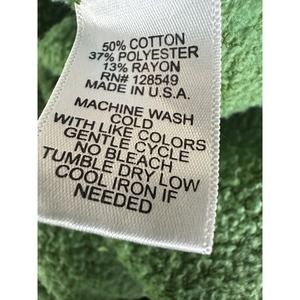 50% COTTON
37% POLYESTER
13% RAYON
RN# 128549
MADE IN U.S.A.
MACHINE WASH
COLD
WITH LIKE COLORS
GENTLE CYCLE
NO BLEACH
TUMBLE DRY LOW
COOL IRON IF
NEEDED